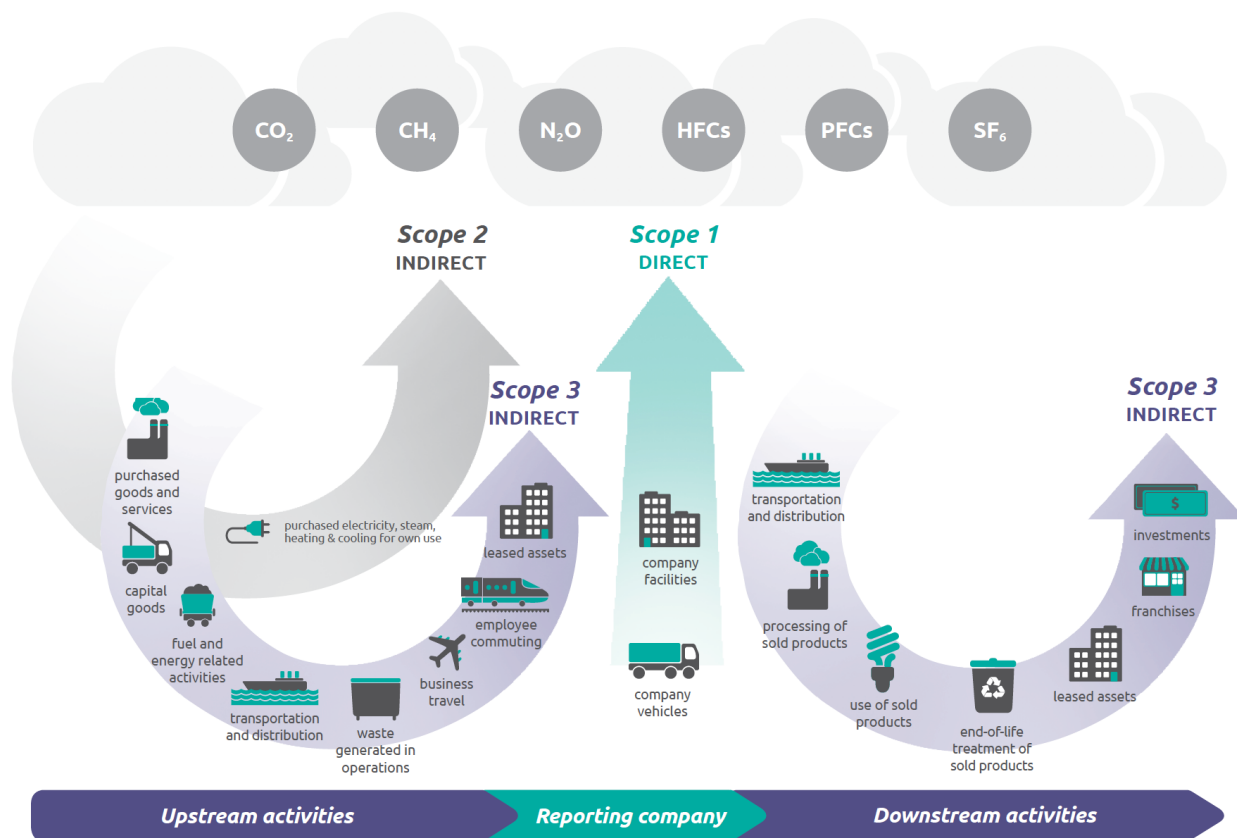 CO₂
CH₄
N₂O
HFCs
PFCs
SF₆
Scope 2
INDIRECT
Scope 1
DIRECT
Scope 3
INDIRECT
Scope 3
INDIRECT
purchased
goods and
services
capital
goods
fuel and
energy related
activities
transportation
and distribution
waste
generated in
operations
business
travel
employee
commuting
leased assets
purchased electricity, steam,
heating & cooling for own use
company
facilities
company
vehicles
transportation
and distribution
processing of
sold products
use of sold
products
end-of-life
treatment of
sold products
leased assets
franchises
$
investments
Upstream activities
Reporting company
Downstream activities